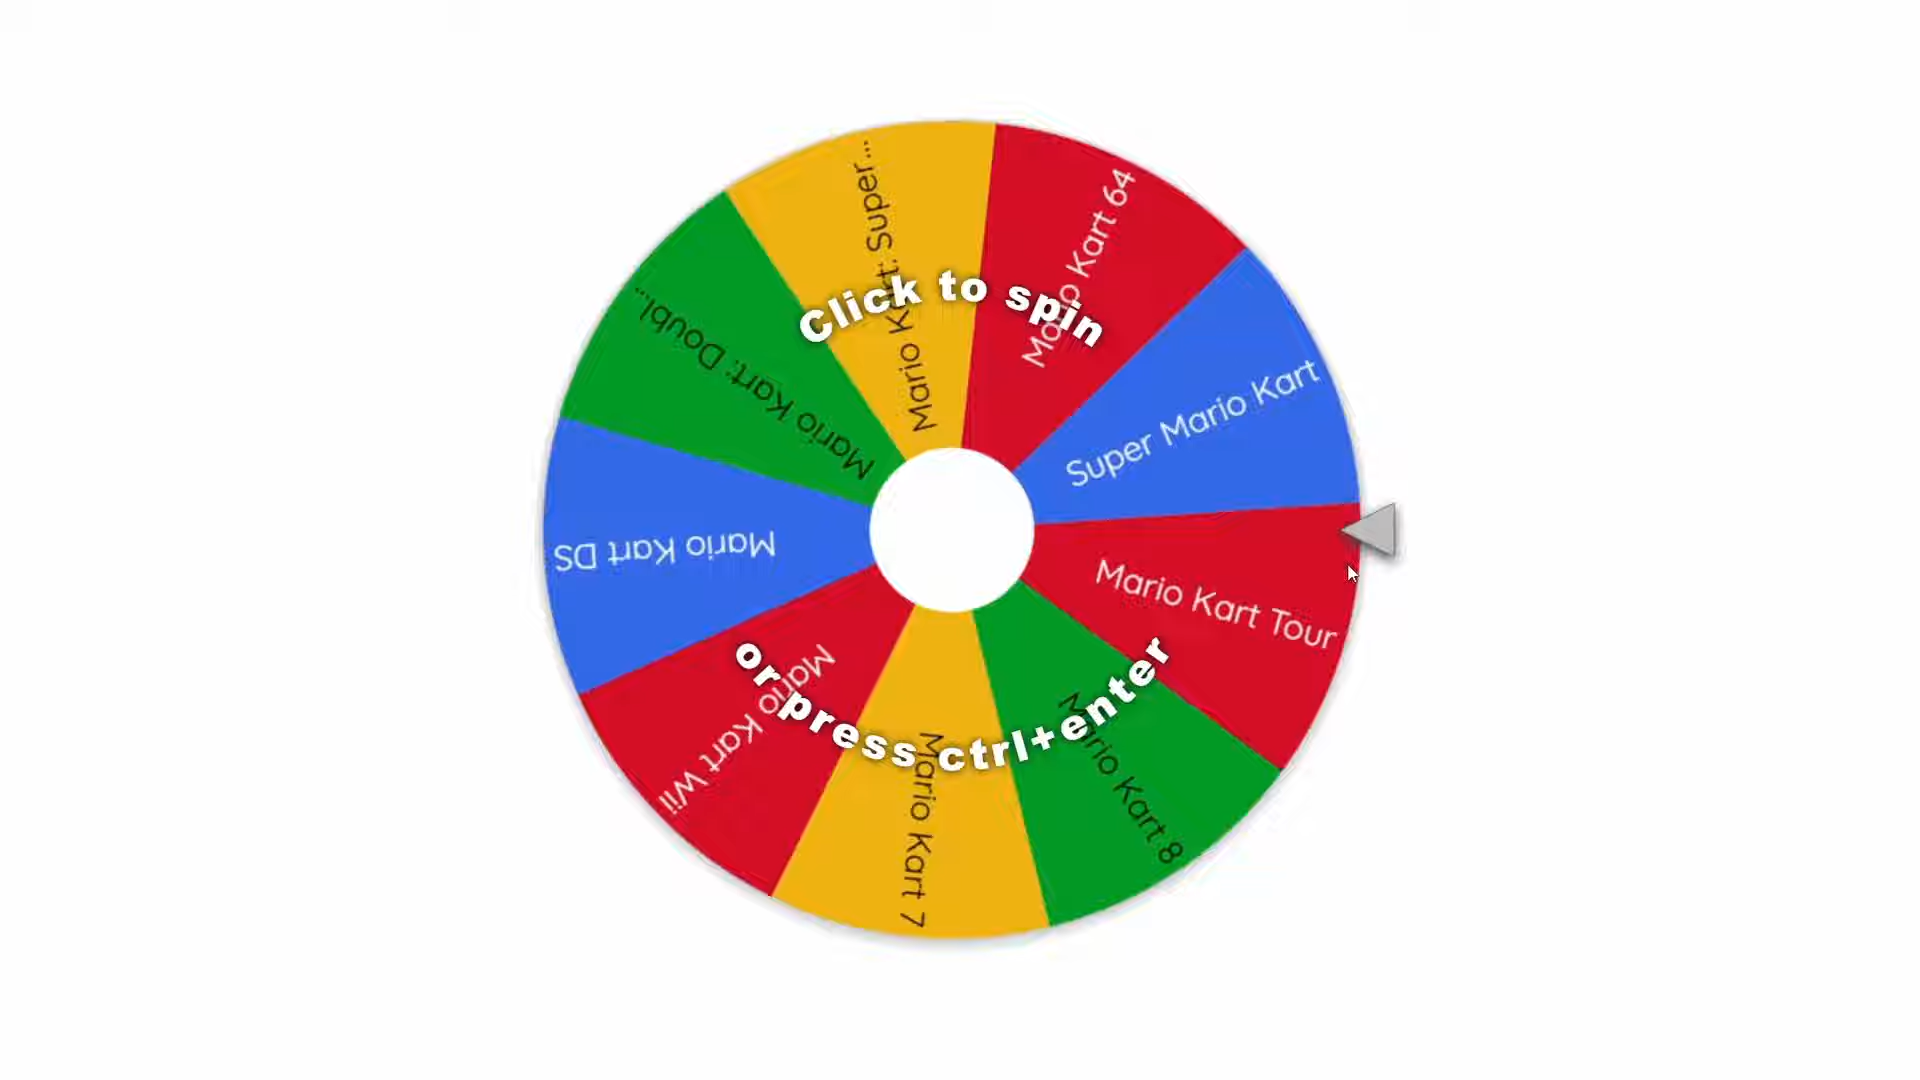 Click to spin
or press ctrl+enter
Mario Kart: Super...
Mario Kart 64
Super Mario Kart
Mario Kart Tour
Mario Kart 8
Mario Kart 7
Mario Kart Wii
Mario Kart DS
Mario Kart: Doubl...